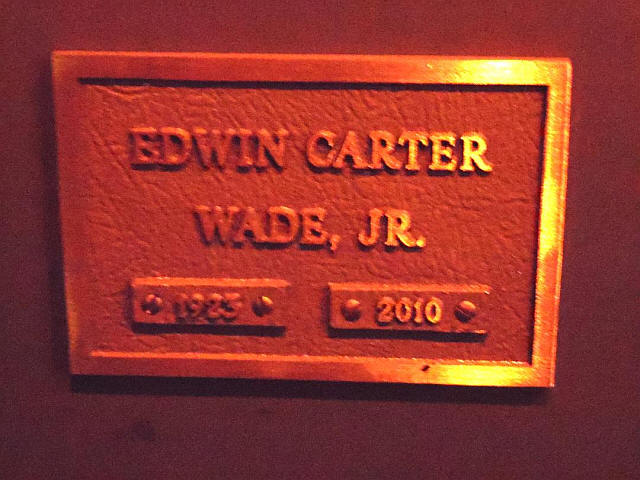 EDWIN CARTER
WADE, JR.
1923 2010